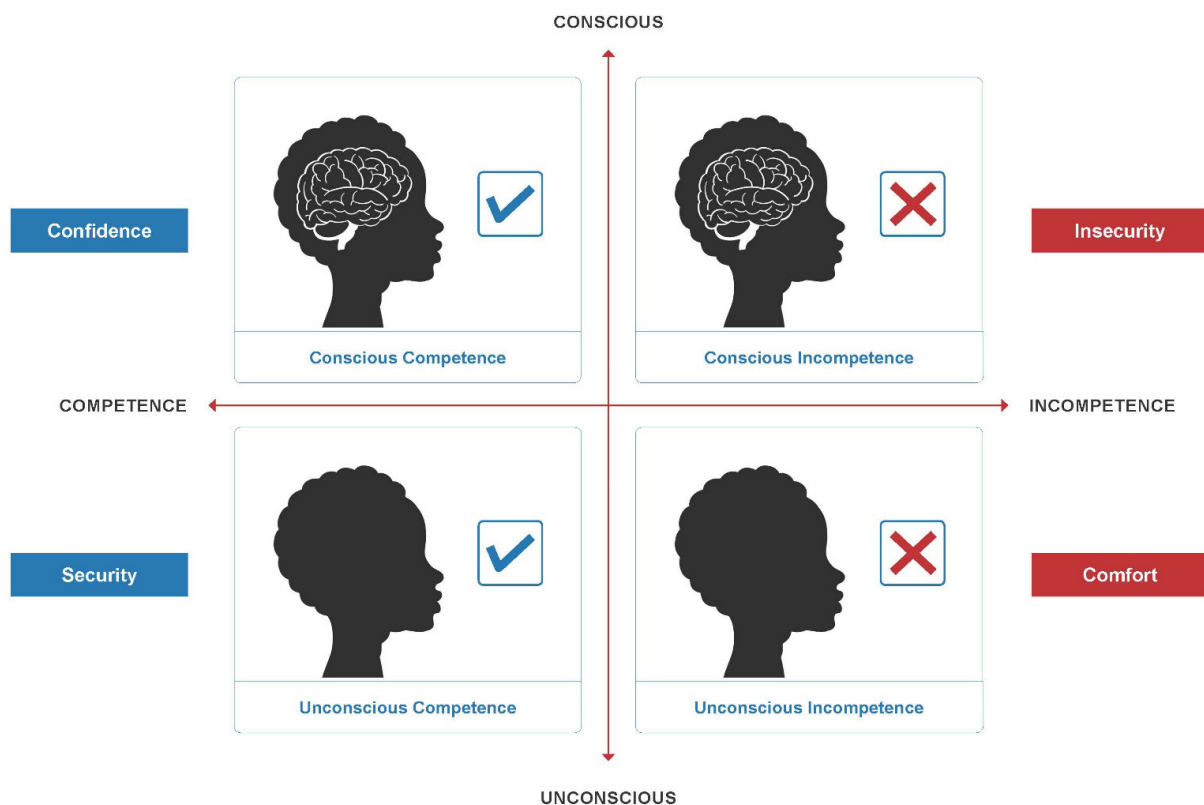 CONSCIOUS
Confidence
Insecurity
Conscious Competence
Conscious Incompetence
COMPETENCE
INCOMPETENCE
Security
Comfort
Unconscious Competence
Unconscious Incompetence
UNCONSCIOUS